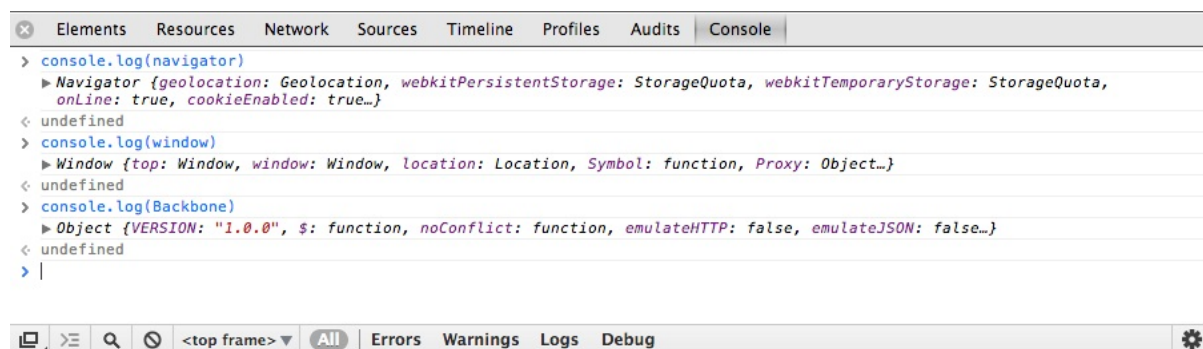 Elements Resources Network Sources Timeline Profiles Audits Console
> console.log(navigator)
▶ Navigator {geolocation: Geolocation, webkitPersistentStorage: StorageQuota, webkitTemporaryStorage: StorageQuota,
onLine: true, cookieEnabled: true…}
< undefined
> console.log(window)
▶ Window {top: Window, window: Window, location: Location, Symbol: function, Proxy: Object…}
< undefined
> console.log(Backbone)
▶ Object {VERSION: "1.0.0", $: function, noConflict: function, emulateHTTP: false, emulateJSON: false…}
< undefined
>
<top frame> ▼ All Errors Warnings Logs Debug